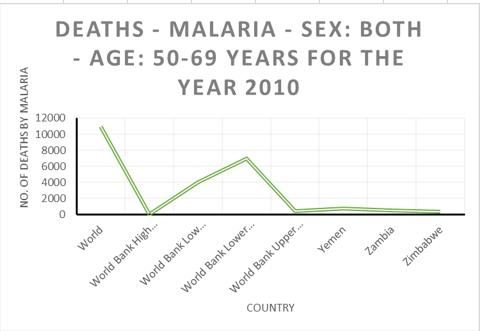 DEATHS - MALARIA - SEX: BOTH
- AGE: 50-69 YEARS FOR THE
YEAR 2010
NO. OF DEATHS BY MALARIA
12000
10000
8000
6000
4000
2000
0
World
World Bank High...
World Bank Low...
World Bank Lower...
World Bank Upper...
Yemen
Zambia
Zimbabwe
COUNTRY